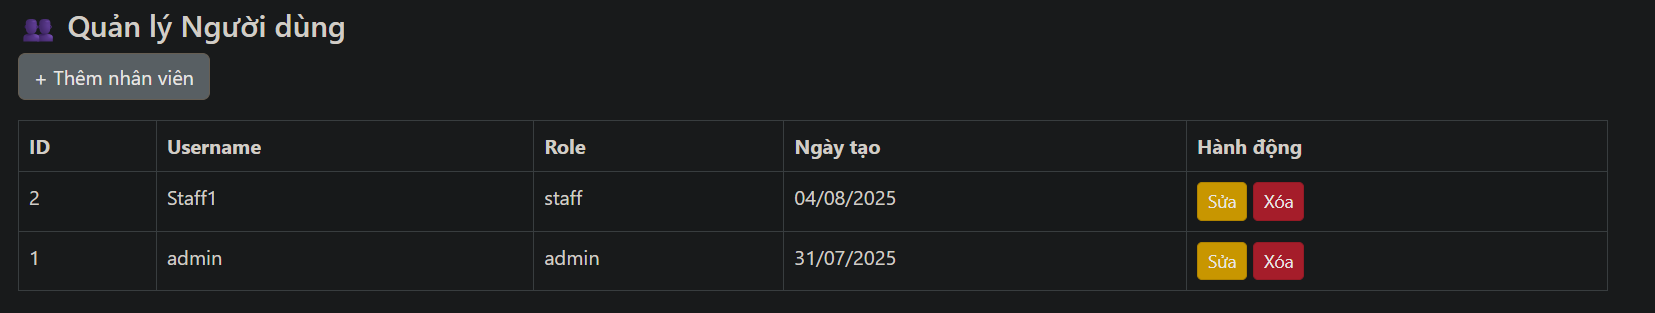 Quản lý Người dùng
+ Thêm nhân viên
ID Username Role Ngày tạo Hành động
2 Staff1 staff 04/08/2025 Sửa Xóa
1 admin admin 31/07/2025 Sửa Xóa